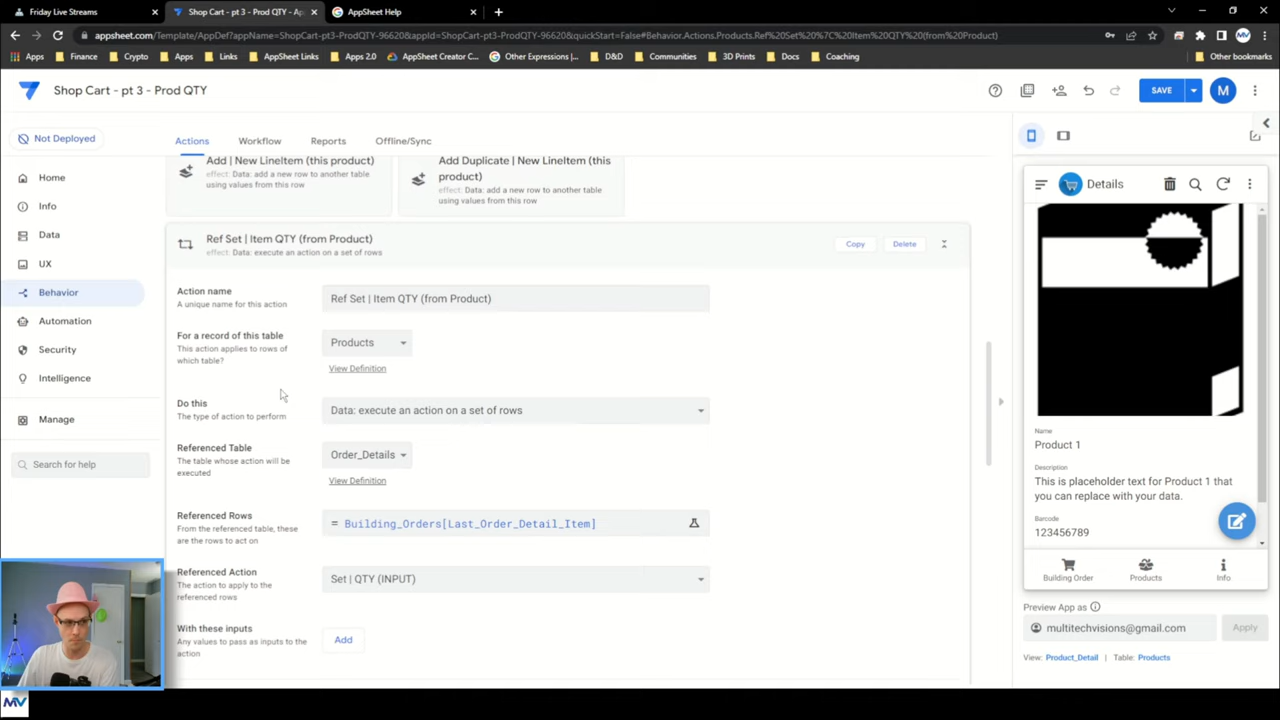 Friday Live Streams
Shop Cart - pt 3 - Prod QTY - Ap
AppSheet Help
appsheet.com/Template/AppDef?appName=ShopCart-pt3-ProdQTY-96620&appId=ShopCart-pt3-ProdQTY-96620&quickStart=False#Behavior.Actions.Products.Ref%20Set%20%7C%20Item%20QTY%20(from%20Product)
Apps
Finance
Crypto
Apps
Links
AppSheet Links
Apps 2.0
AppSheet Creator C...
Other Expressions |...
D&D
Communities
3D Prints
Docs
Coaching
Other bookmarks
Shop Cart - pt 3 - Prod QTY
SAVE
M
Not Deployed
Actions
Workflow
Reports
Offline/Sync
Home
Info
Data
UX
Behavior
Automation
Security
Intelligence
Manage
Search for help
Add | New LineItem (this product)
effect: Data: add a new row to another table
using values from this row
Add Duplicate | New LineItem (this
product)
effect: Data: add a new row to another table
using values from this row
Ref Set | Item QTY (from Product)
effect: Data: execute an action on a set of rows
Copy
Delete
Action name
A unique name for this action
Ref Set | Item QTY (from Product)
For a record of this table
This action applies to rows of
which table?
Products
View Definition
Do this
The type of action to perform
Data: execute an action on a set of rows
Referenced Table
The table whose action will be
executed
Order_Details
View Definition
Referenced Rows
From the referenced table, these
are the rows to act on
= Building_Orders[Last_Order_Detail_Item]
Referenced Action
The action to apply to the
referenced rows
Set | QTY (INPUT)
With these inputs
Any values to pass as inputs to the
action
Add
Details
Name
Product 1
Description
This is placeholder text for Product 1 that
you can replace with your data.
Barcode
123456789
Building Order
Products
Info
Preview App as
multitechvisions@gmail.com
Apply
View: Product_Detail | Table: Products
MV